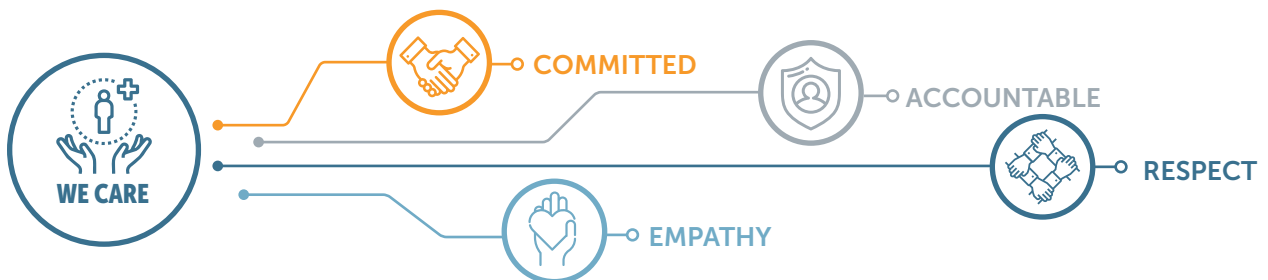 WE CARE
COMMITTED
ACCOUNTABLE
RESPECT
EMPATHY